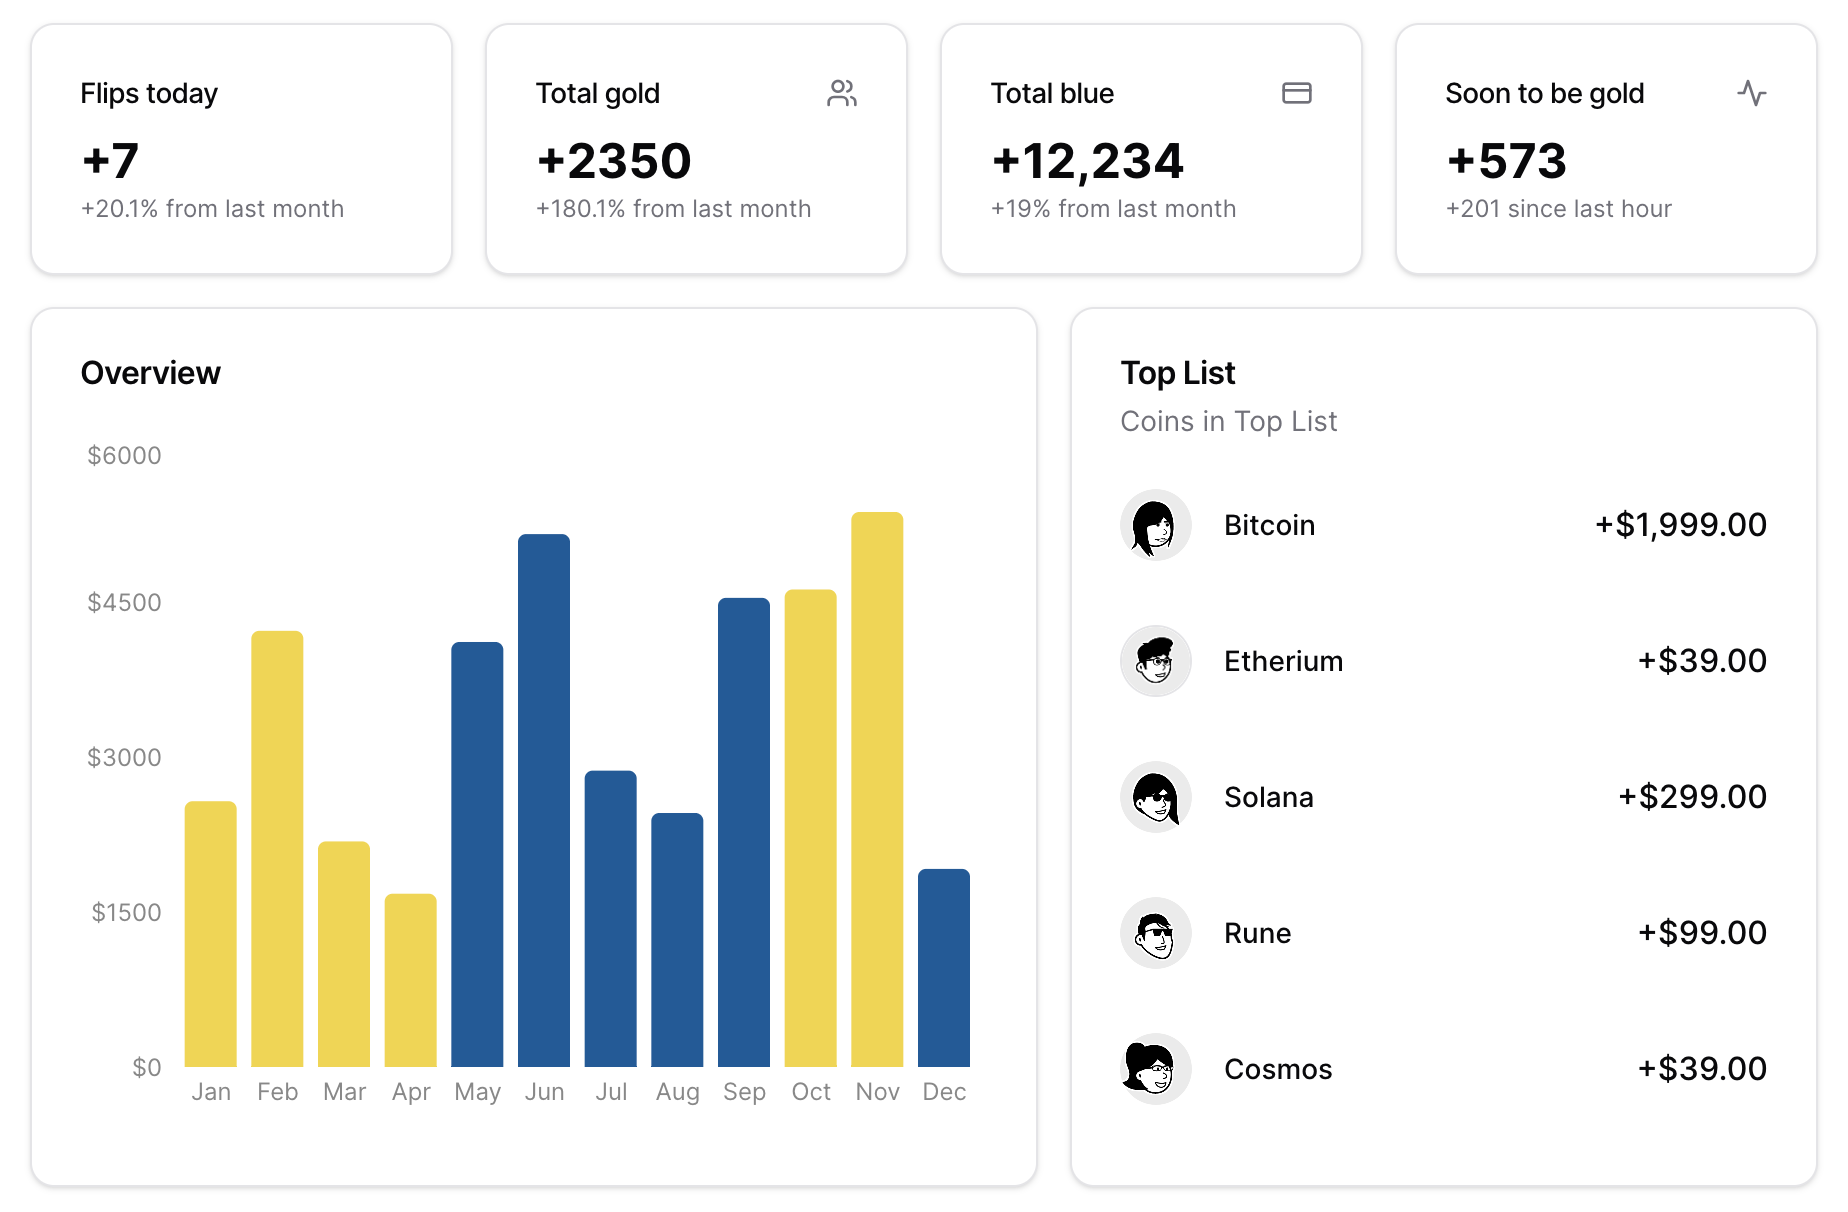 Flips today
+7
+20.1% from last month
Total gold
+2350
+180.1% from last month
Total blue
+12,234
+19% from last month
Soon to be gold
+573
+201 since last hour
Overview
$6000
$4500
$3000
$1500
$0
Jan Feb Mar Apr May Jun Jul Aug Sep Oct Nov Dec
Top List
Coins in Top List
Bitcoin +$1,999.00
Etherium +$39.00
Solana +$299.00
Rune +$99.00
Cosmos +$39.00